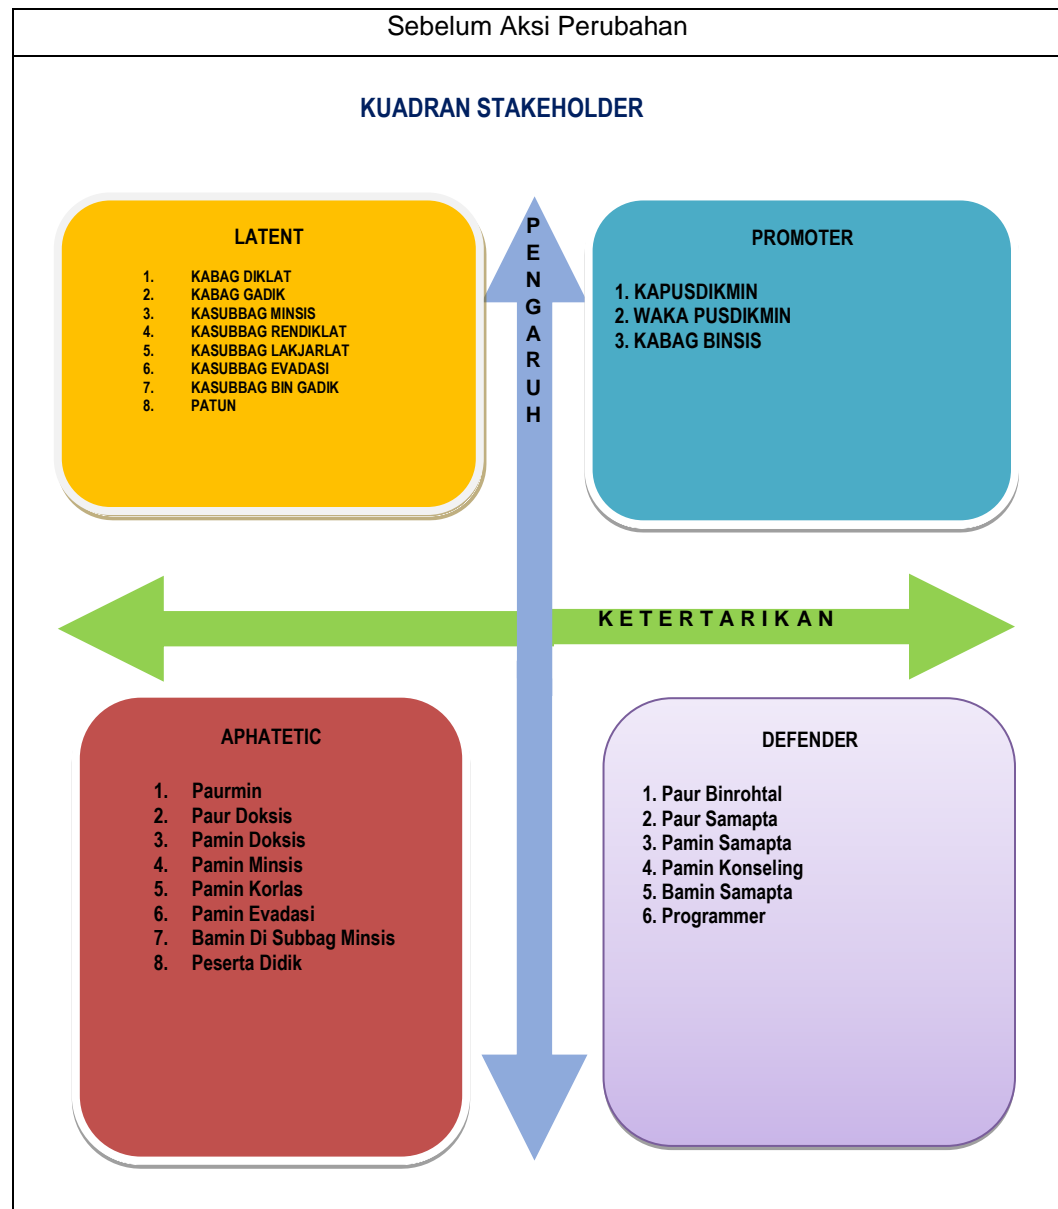 Sebelum Aksi Perubahan
KUADRAN STAKEHOLDER
LATENT
1. KABAG DIKLAT
2. KABAG GADIK
3. KASUBBAG MINSIS
4. KASUBBAG RENDIKLAT
5. KASUBBAG LAKJARLAT
6. KASUBBAG EVADASI
7. KASUBBAG BIN GADIK
8. PATUN
PENGARUH
PROMOTER
1. KAPUSDIKMIN
2. WAKA PUSDIKMIN
3. KABAG BINSIS
KETERTARIKAN
APHATETIC
1. Paurmin
2. Paur Doksis
3. Pamin Doksis
4. Pamin Minsis
5. Pamin Korlas
6. Pamin Evadasi
7. Bamin Di Subbag Minsis
8. Peserta Didik
DEFENDER
1. Paur Binrohtal
2. Paur Samapta
3. Pamin Samapta
4. Pamin Konseling
5. Bamin Samapta
6. Programmer